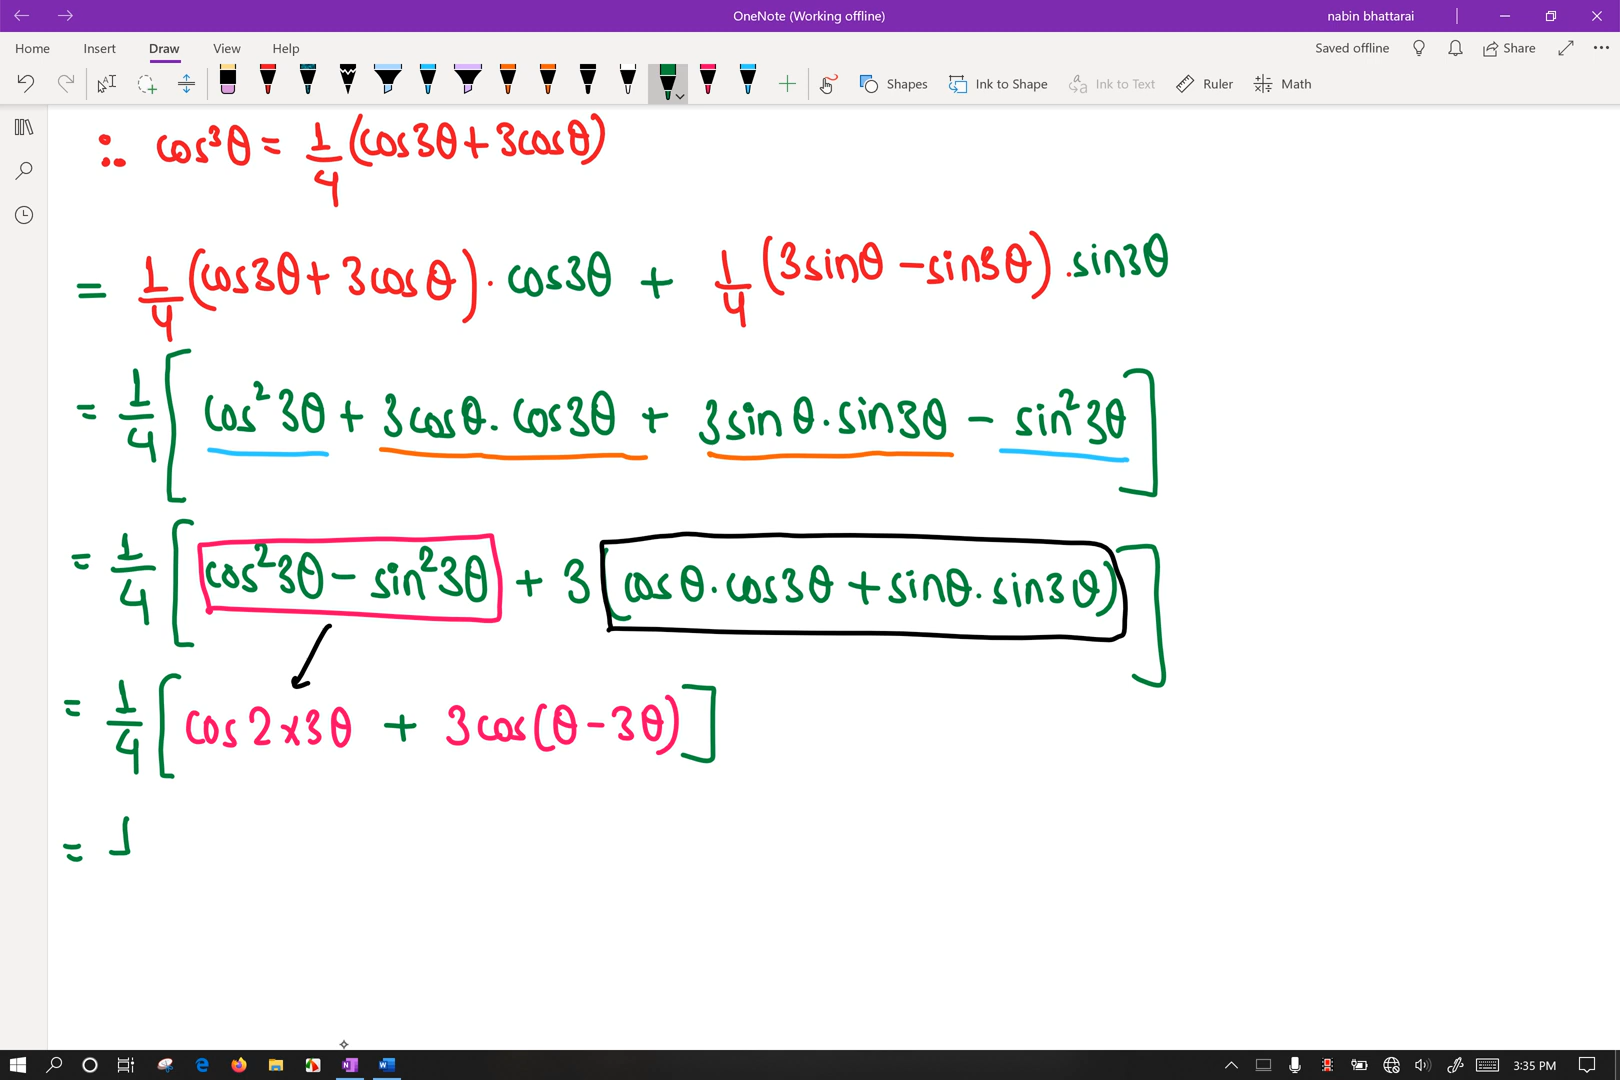 OneNote (Working offline)
nabin bhattarai
Home Insert Draw View Help
Saved offline Share
Shapes Ink to Shape Ink to Text Ruler Math
∴ cos³θ = 1/4 (cos3θ + 3cosθ)
= 1/4 (cos3θ + 3cosθ) · cos3θ + 1/4 (3sinθ - sin3θ) · sin3θ
= 1/4 [cos²3θ + 3cosθ · cos3θ + 3sinθ · sin3θ - sin²3θ]
= 1/4 [cos²3θ - sin²3θ + 3 (cosθ · cos3θ + sinθ · sin3θ)]
= 1/4 [cos2×3θ + 3cos(θ - 3θ)]
= 1
3:35 PM